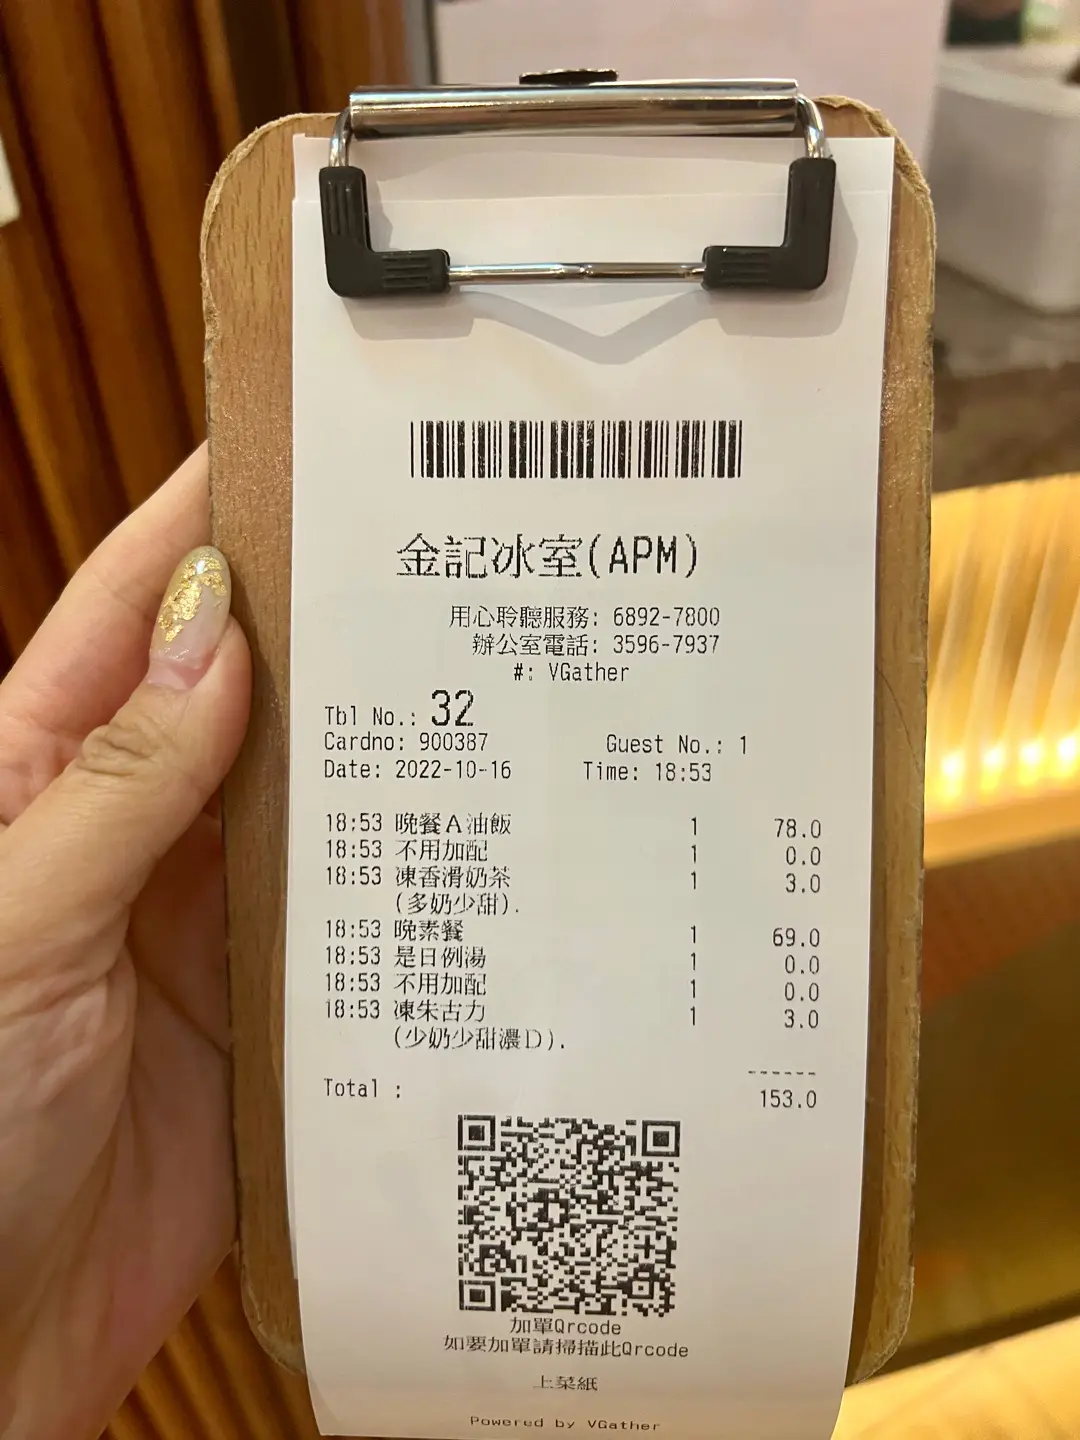 金記冰室(APM)
用心聆聽服務: 6892-7800
辦公室電話: 3596-7937
#: VGather
Tbl No.: 32
Cardno: 900387 Guest No.: 1
Date: 2022-10-16 Time: 18:53
18:53 晚餐A油飯 1 78.0
18:53 不用加配 1 0.0
18:53 凍香滑奶茶 1 3.0
(多奶少甜).
18:53 晚素餐 1 69.0
18:53 是日例湯 1 0.0
18:53 不用加配 1 0.0
18:53 凍朱古力 1 3.0
(少奶少甜濃D).
------
Total : 153.0
加單Qrcode
如要加單請掃描此Qrcode
上菜紙
Powered by VGather